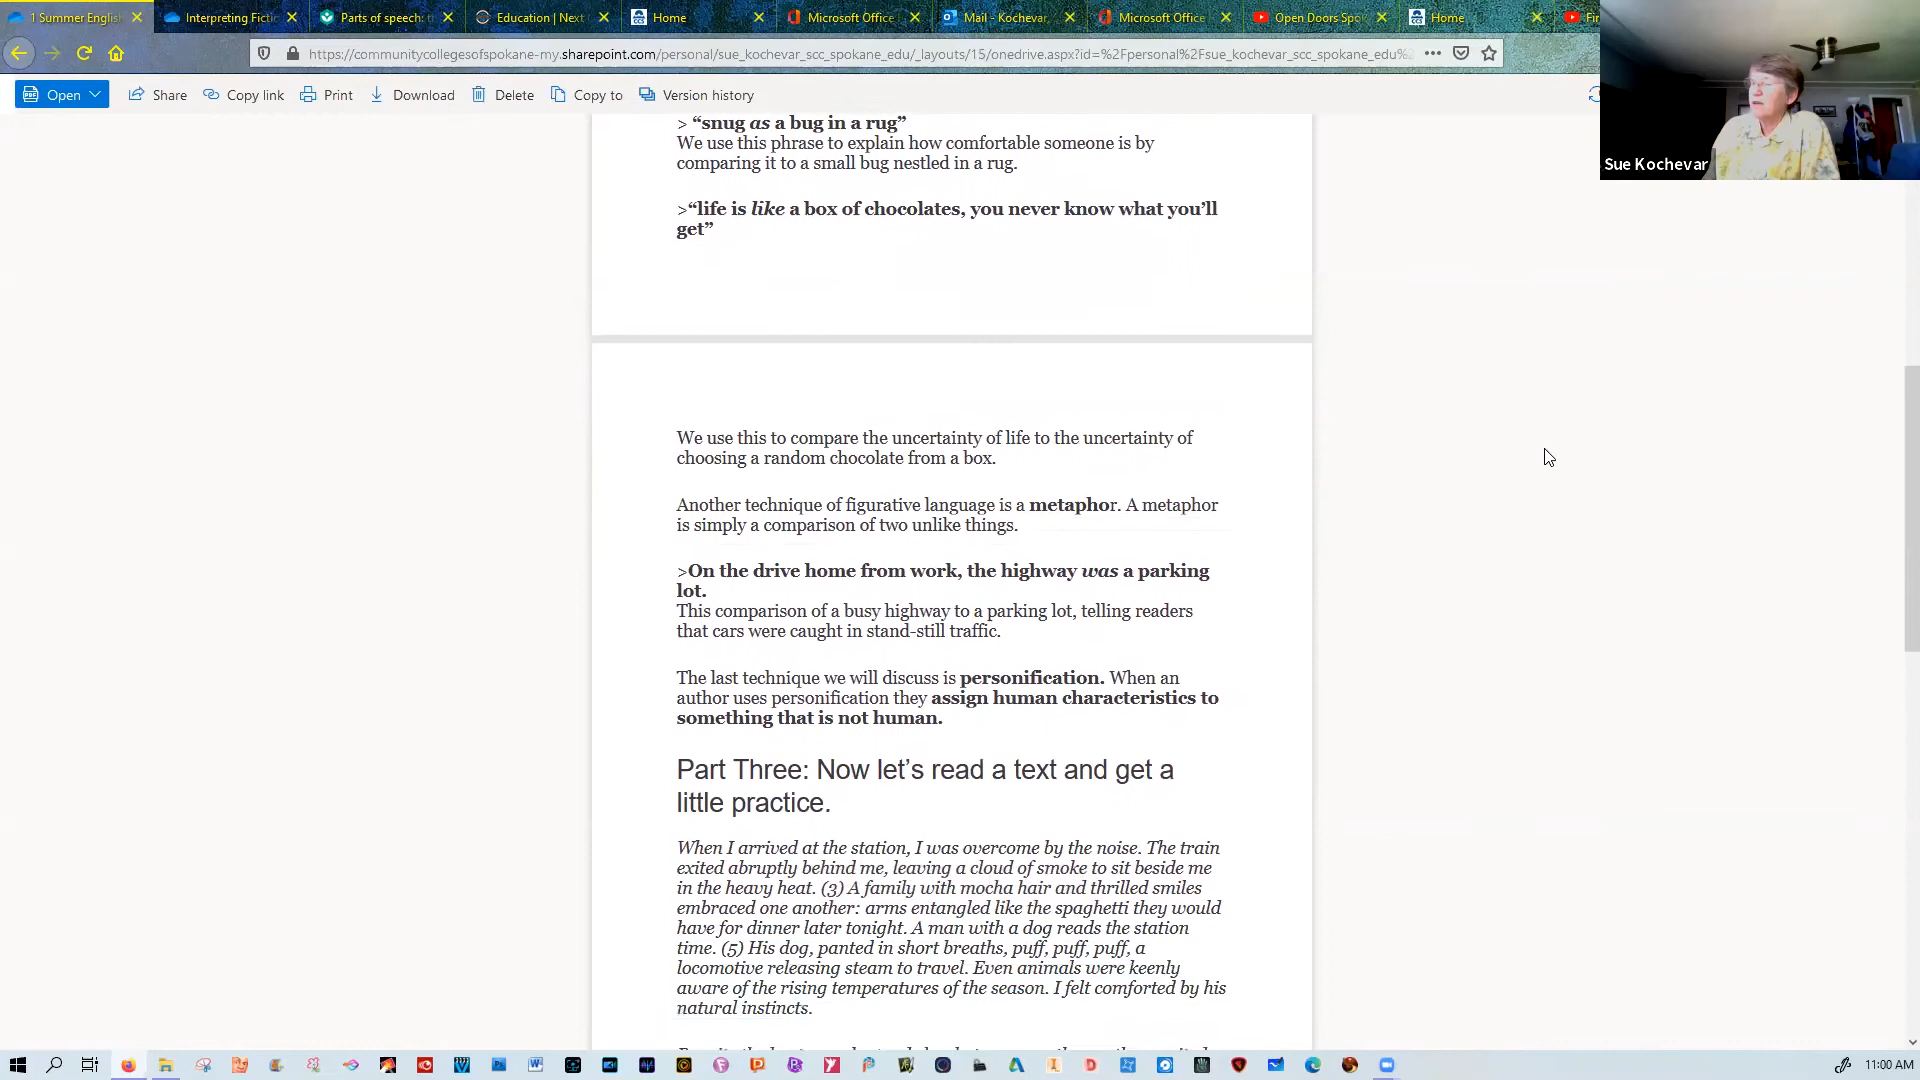 1 Summer Englis
Interpreting Fictic
Parts of speech: th
Education | Next
Home
Microsoft Office
Mail - Kochevar,
Microsoft Office
Open Doors Spo
Home
Fir
https://communitycollegesofspokane-my.sharepoint.com/personal/sue_kochevar_scc_spokane_edu/_layouts/15/onedrive.aspx?id=%2Fpersonal%2Fsue_kochevar_scc_spokane_edu%2
Open
Share
Copy link
Print
Download
Delete
Copy to
Version history
Sue Kochevar
> “snug as a bug in a rug”
We use this phrase to explain how comfortable someone is by
comparing it to a small bug nestled in a rug.
>“life is like a box of chocolates, you never know what you’ll
get”
We use this to compare the uncertainty of life to the uncertainty of
choosing a random chocolate from a box.
Another technique of figurative language is a metaphor. A metaphor
is simply a comparison of two unlike things.
>On the drive home from work, the highway was a parking
lot.
This comparison of a busy highway to a parking lot, telling readers
that cars were caught in stand-still traffic.
The last technique we will discuss is personification. When an
author uses personification they assign human characteristics to
something that is not human.
Part Three: Now let’s read a text and get a
little practice.
When I arrived at the station, I was overcome by the noise. The train
exited abruptly behind me, leaving a cloud of smoke to sit beside me
in the heavy heat. (3) A family with mocha hair and thrilled smiles
embraced one another: arms entangled like the spaghetti they would
have for dinner later tonight. A man with a dog reads the station
time. (5) His dog, panted in short breaths, puff, puff, puff, a
locomotive releasing steam to travel. Even animals were keenly
aware of the rising temperatures of the season. I felt comforted by his
natural instincts.
11:00 AM